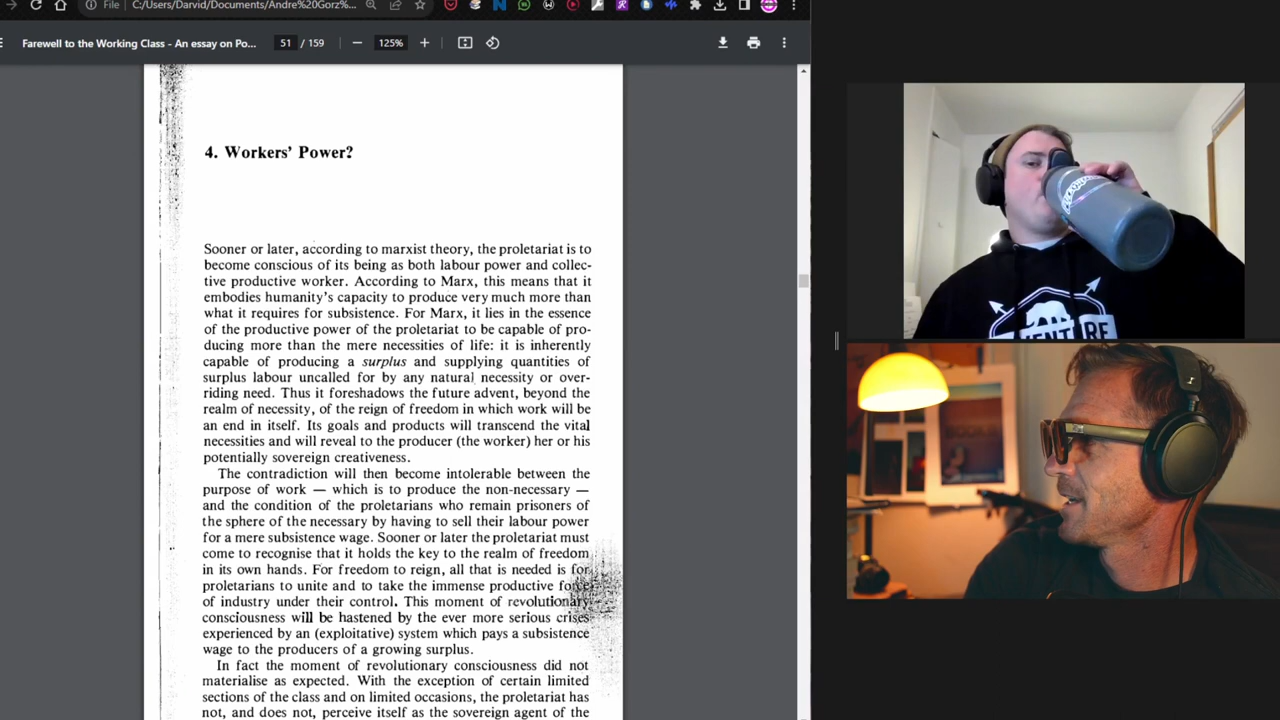 File
C:/Users/Darvid/Documents/Andre%20Gorz%...
Farewell to the Working Class - An essay on Po...
51 / 159
125%
4. Workers' Power?
Sooner or later, according to marxist theory, the proletariat is to
become conscious of its being as both labour power and collec-
tive productive worker. According to Marx, this means that it
embodies humanity's capacity to produce very much more than
what it requires for subsistence. For Marx, it lies in the essence
of the productive power of the proletariat to be capable of pro-
ducing more than the mere necessities of life: it is inherently
capable of producing a surplus and supplying quantities of
surplus labour uncalled for by any natural necessity or over-
riding need. Thus it foreshadows the future advent, beyond the
realm of necessity, of the reign of freedom in which work will be
an end in itself. Its goals and products will transcend the vital
necessities and will reveal to the producer (the worker) her or his
potentially sovereign creativeness.
The contradiction will then become intolerable between the
purpose of work — which is to produce the non-necessary —
and the condition of the proletarians who remain prisoners of
the sphere of the necessary by having to sell their labour power
for a mere subsistence wage. Sooner or later the proletariat must
come to recognise that it holds the key to the realm of freedom
in its own hands. For freedom to reign, all that is needed is for
proletarians to unite and to take the immense productive force
of industry under their control. This moment of revolutionary
consciousness will be hastened by the ever more serious crises
experienced by an (exploitative) system which pays a subsistence
wage to the producers of a growing surplus.
In fact the moment of revolutionary consciousness did not
materialise as expected. With the exception of certain limited
sections of the class and on limited occasions, the proletariat has
not, and does not, perceive itself as the sovereign agent of the